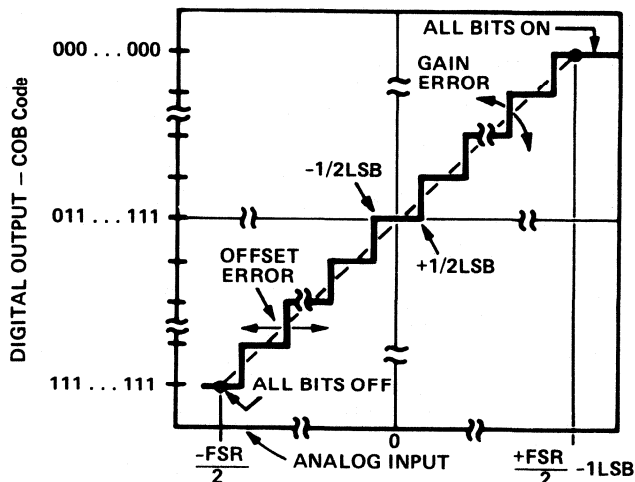 ALL BITS ON
000 . . . 000
GAIN
ERROR
DIGITAL OUTPUT – COB Code
-1/2LSB
011 . . . 111
OFFSET
ERROR
+1/2LSB
111 . . . 111
ALL BITS OFF
0
-FSR
2
ANALOG INPUT
+FSR
2
-1LSB